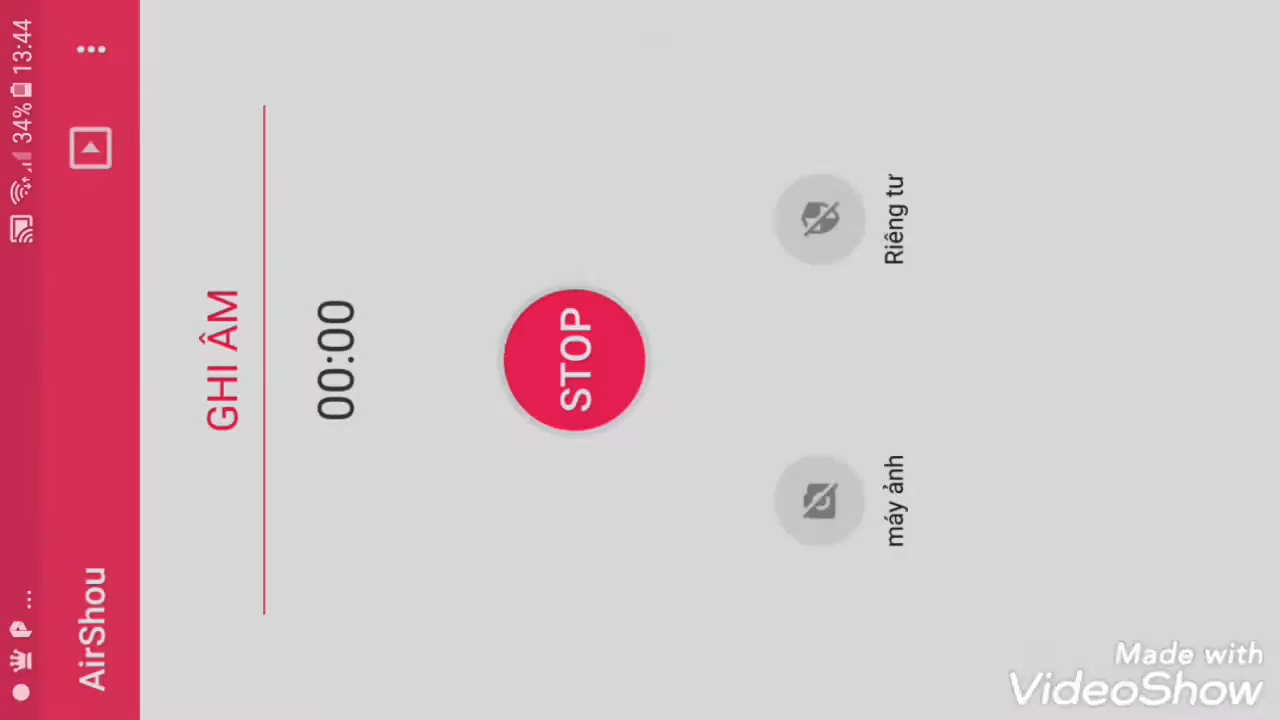 34% 13:44
AirShou
GHI ÂM
00:00
STOP
máy ảnh
Riêng tư
Made with
VideoShow